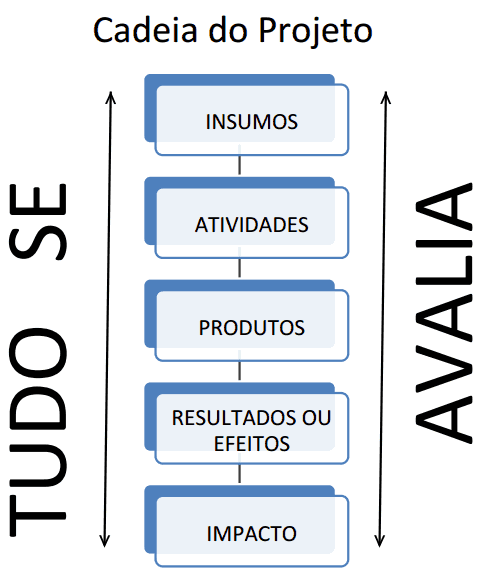 Cadeia do Projeto
INSUMOS
ATIVIDADES
PRODUTOS
RESULTADOS OU
EFEITOS
IMPACTO
TUDO SE
AVALIA